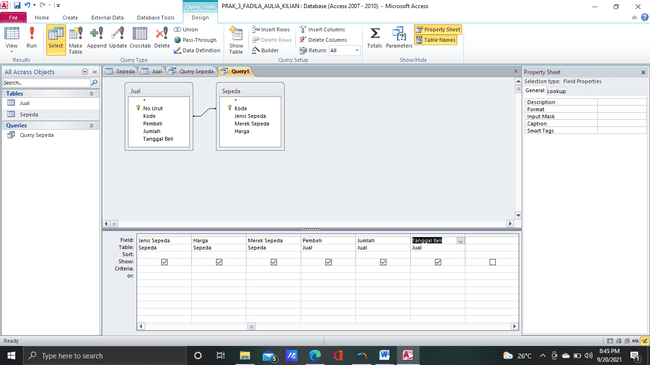 Query Tools
PRAK_3_FADILA_AULIA_KILIAN : Database (Access 2007 - 2010) - Microsoft Access
File Home Create External Data Database Tools Design
View Run Select Make Table Append Update Crosstab Delete
Union
Pass-Through
Data Definition
Show Table
Insert Rows
Delete Rows
Builder
Insert Columns
Delete Columns
Return: All
Totals Parameters
Property Sheet
Table Names
Results Query Type Query Setup Show/Hide
All Access Objects
Search...
Tables
Jual
Sepeda
Queries
Query Sepeda
Sepeda Jual Query Sepeda Query1
Jual
*
No Urut
Kode
Pembeli
Jumlah
Tanggal Beli
Sepeda
*
Kode
Jenis Sepeda
Merek Sepeda
Harga
Property Sheet
Selection type: Field Properties
General Lookup
Description
Format
Input Mask
Caption
Smart Tags
Field: Jenis Sepeda Harga Merek Sepeda Pembeli Jumlah Tanggal Beli
Table: Sepeda Sepeda Sepeda Jual Jual Jual
Sort:
Show:
Criteria:
or:
Ready
Type here to search
26°C
8:45 PM
9/20/2021